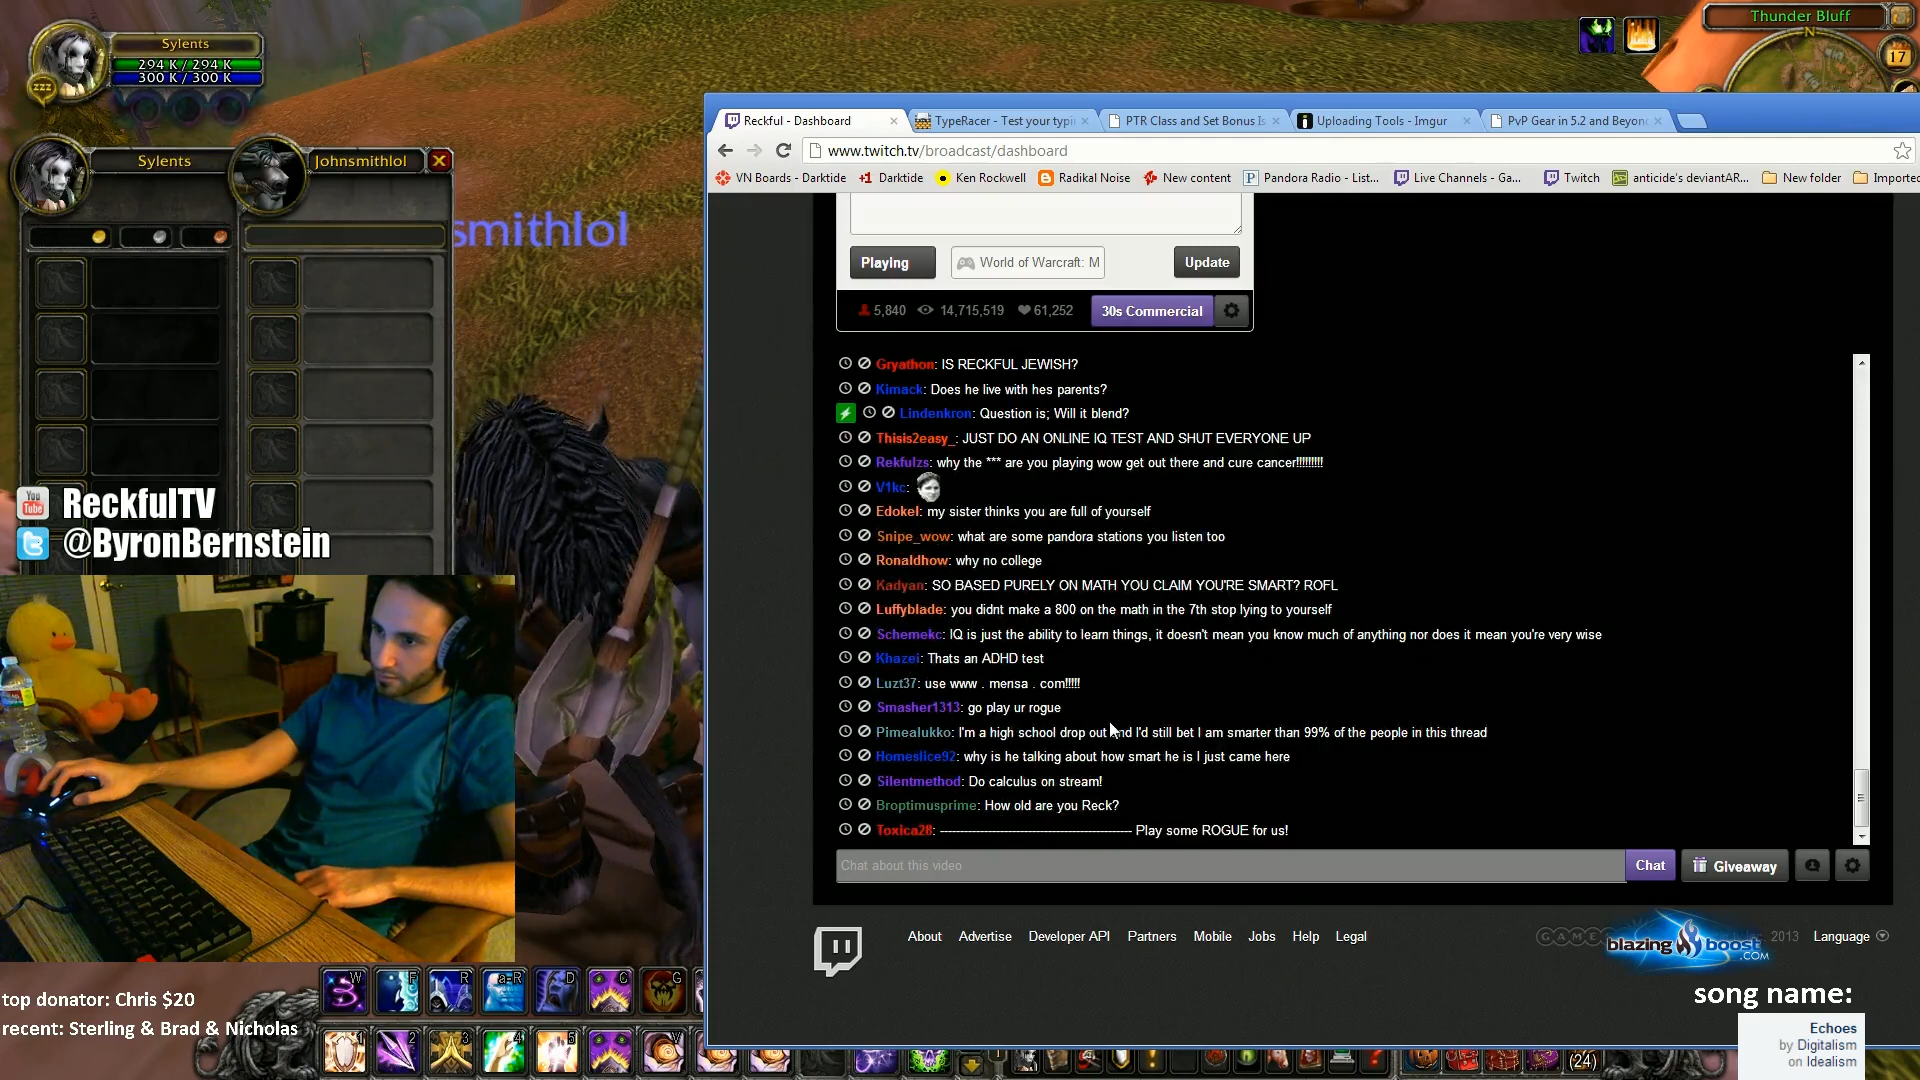 Sylents
294 K / 294 K
300 K / 300 K
zzz
Sylents
Johnsmithlol
smithlol
Thunder Bluff
N
17
Reckful - Dashboard
TypeRacer - Test your typi
PTR Class and Set Bonus Is
Uploading Tools - Imgur
PvP Gear in 5.2 and Beyon
www.twitch.tv/broadcast/dashboard
VN Boards - Darktide
+1 Darktide
Ken Rockwell
Radikal Noise
New content
Pandora Radio - List...
Live Channels - Ga...
Twitch
anticide's deviantAR...
New folder
Imported
Playing
World of Warcraft: M
Update
5,840
14,715,519
61,252
30s Commercial
Gryathon: IS RECKFUL JEWISH?
Kimack: Does he live with hes parents?
Lindenkron: Question is; Will it blend?
Thisis2easy_: JUST DO AN ONLINE IQ TEST AND SHUT EVERYONE UP
Rekfulzs: why the *** are you playing wow get out there and cure cancer!!!!!!!!!
V1kc:
Edokel: my sister thinks you are full of yourself
Snipe_wow: what are some pandora stations you listen too
Ronaldhow: why no college
Kadyan: SO BASED PURELY ON MATH YOU CLAIM YOU'RE SMART? ROFL
Luffyblade: you didnt make a 800 on the math in the 7th stop lying to yourself
Schemekc: IQ is just the ability to learn things, it doesn't mean you know much of anything nor does it mean you're very wise
Khazei: Thats an ADHD test
Luzt37: use www . mensa . com!!!!!
Smasher1313: go play ur rogue
Pimealukko: I'm a high school drop out and I'd still bet I am smarter than 99% of the people in this thread
Homeslice92: why is he talking about how smart he is I just came here
Silentmethod: Do calculus on stream!
Broptimusprime: How old are you Reck?
Toxica28: ------------------------------------------------ Play some ROGUE for us!
Chat about this video
Chat
Giveaway
You Tube
ReckfulTV
@ByronBernstein
About
Advertise
Developer API
Partners
Mobile
Jobs
Help
Legal
blazing boost
.COM
2013
Language
top donator: Chris $20
recent: Sterling & Brad & Nicholas
W
F
R
a-R
D
C
G
1
2
3
4
5
V
(24)
song name:
Echoes
by Digitalism
on Idealism